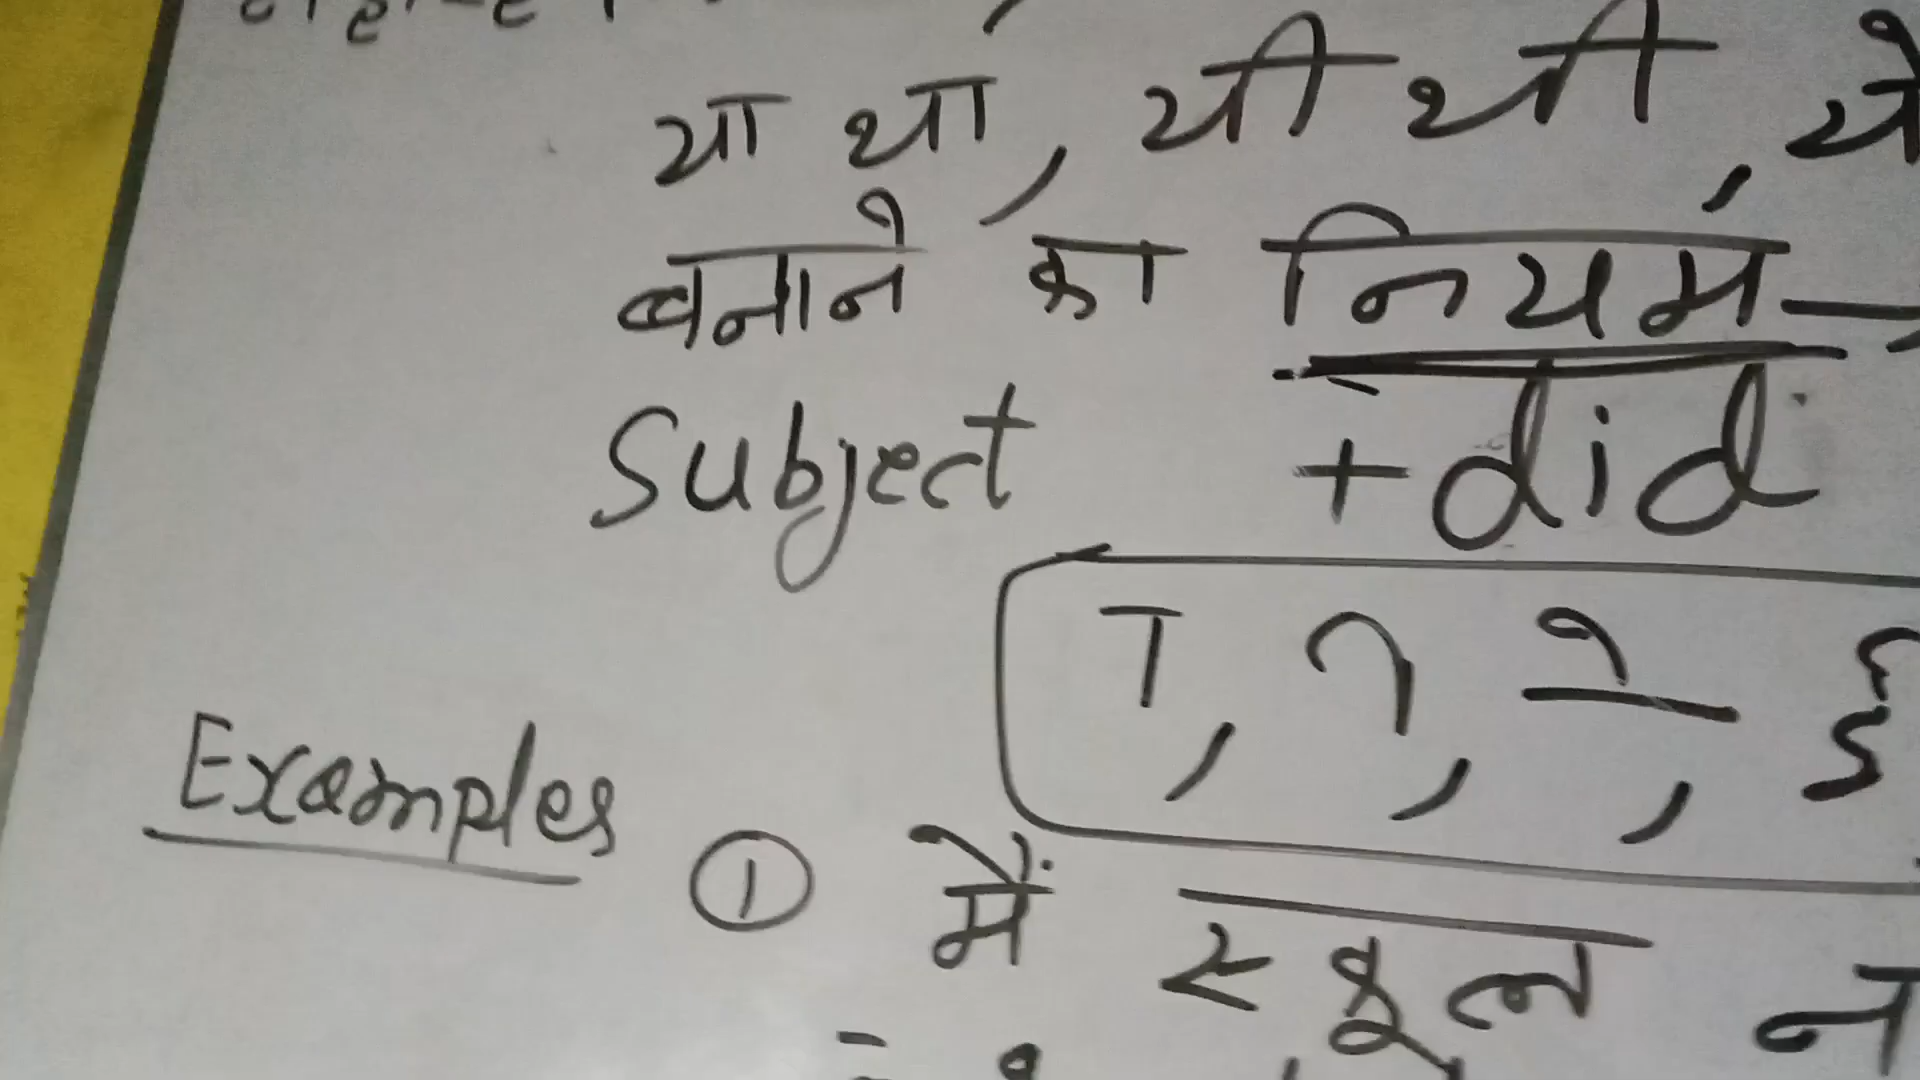 या था, यी थी, ये
बनाने का नियम
Subject + did
ा, ी, े, ई
Examples ① मैं स्कूल न